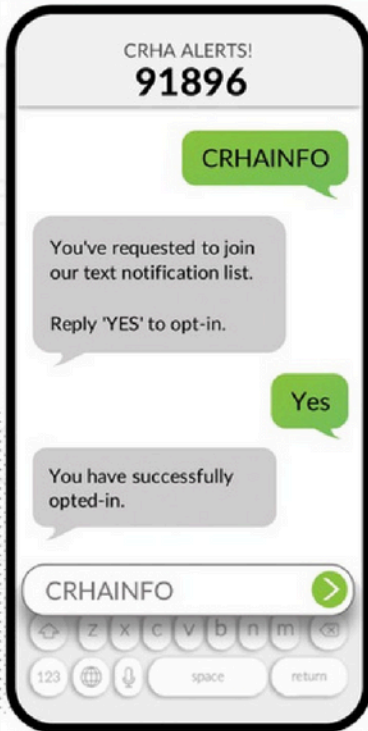 CRHA ALERTS!
91896
CRHAINFO
You've requested to join
our text notification list.
Reply 'YES' to opt-in.
Yes
You have successfully
opted-in.
CRHAINFO
z x c v b n m
123 space return